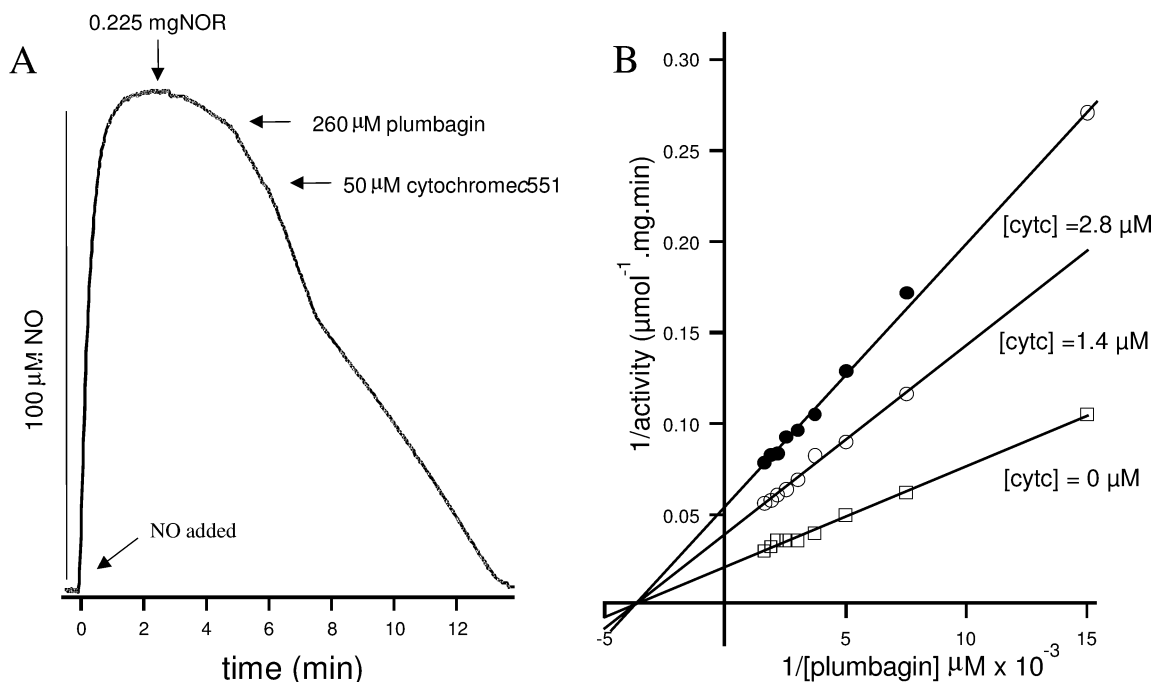 A
0.225 mgNOR
260 µM plumbagin
50 µM cytochromec551
100 µM NO
NO added
0 2 4 6 8 10 12
time (min)
B
0.30
0.25
0.20
0.15
0.10
0.05
1/activity (µmol⁻¹.mg.min)
[cytc] =2.8 µM
[cytc] =1.4 µM
[cytc] = 0 µM
-5 5 10 15
1/[plumbagin] µM x 10⁻³